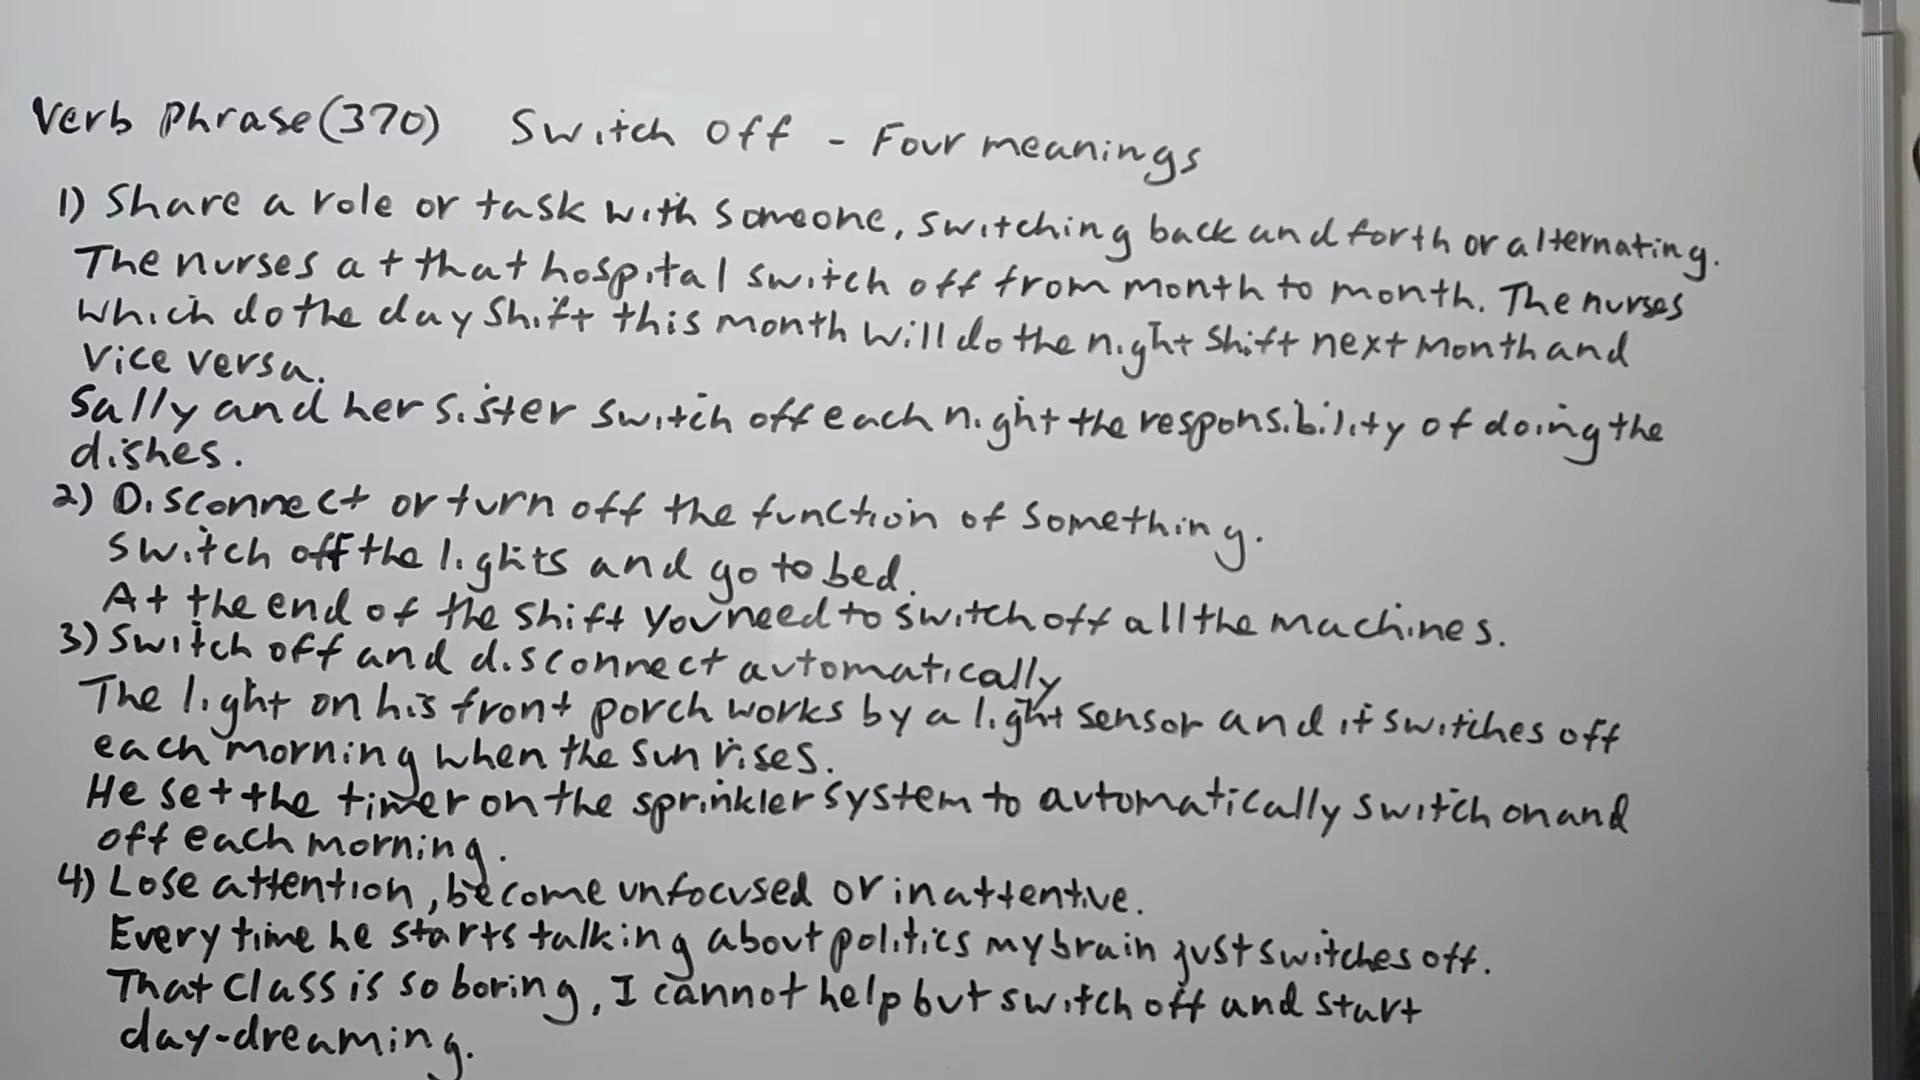 Verb Phrase (370) Switch Off - Four meanings
1) Share a role or task with someone, switching back and forth or alternating.
The nurses at that hospital switch off from month to month. The nurses
which do the day shift this month will do the night shift next month and
vice versa.
Sally and her sister switch off each night the responsibility of doing the
dishes.
2) Disconnect or turn off the function of something.
Switch off the lights and go to bed.
At the end of the shift you need to switch off all the machines.
3) Switch off and disconnect automatically
The light on his front porch works by a light sensor and it switches off
each morning when the sun rises.
He set the timer on the sprinkler system to automatically switch on and
off each morning.
4) Lose attention, become unfocused or inattentive.
Every time he starts talking about politics my brain just switches off.
That class is so boring, I cannot help but switch off and start
day-dreaming.